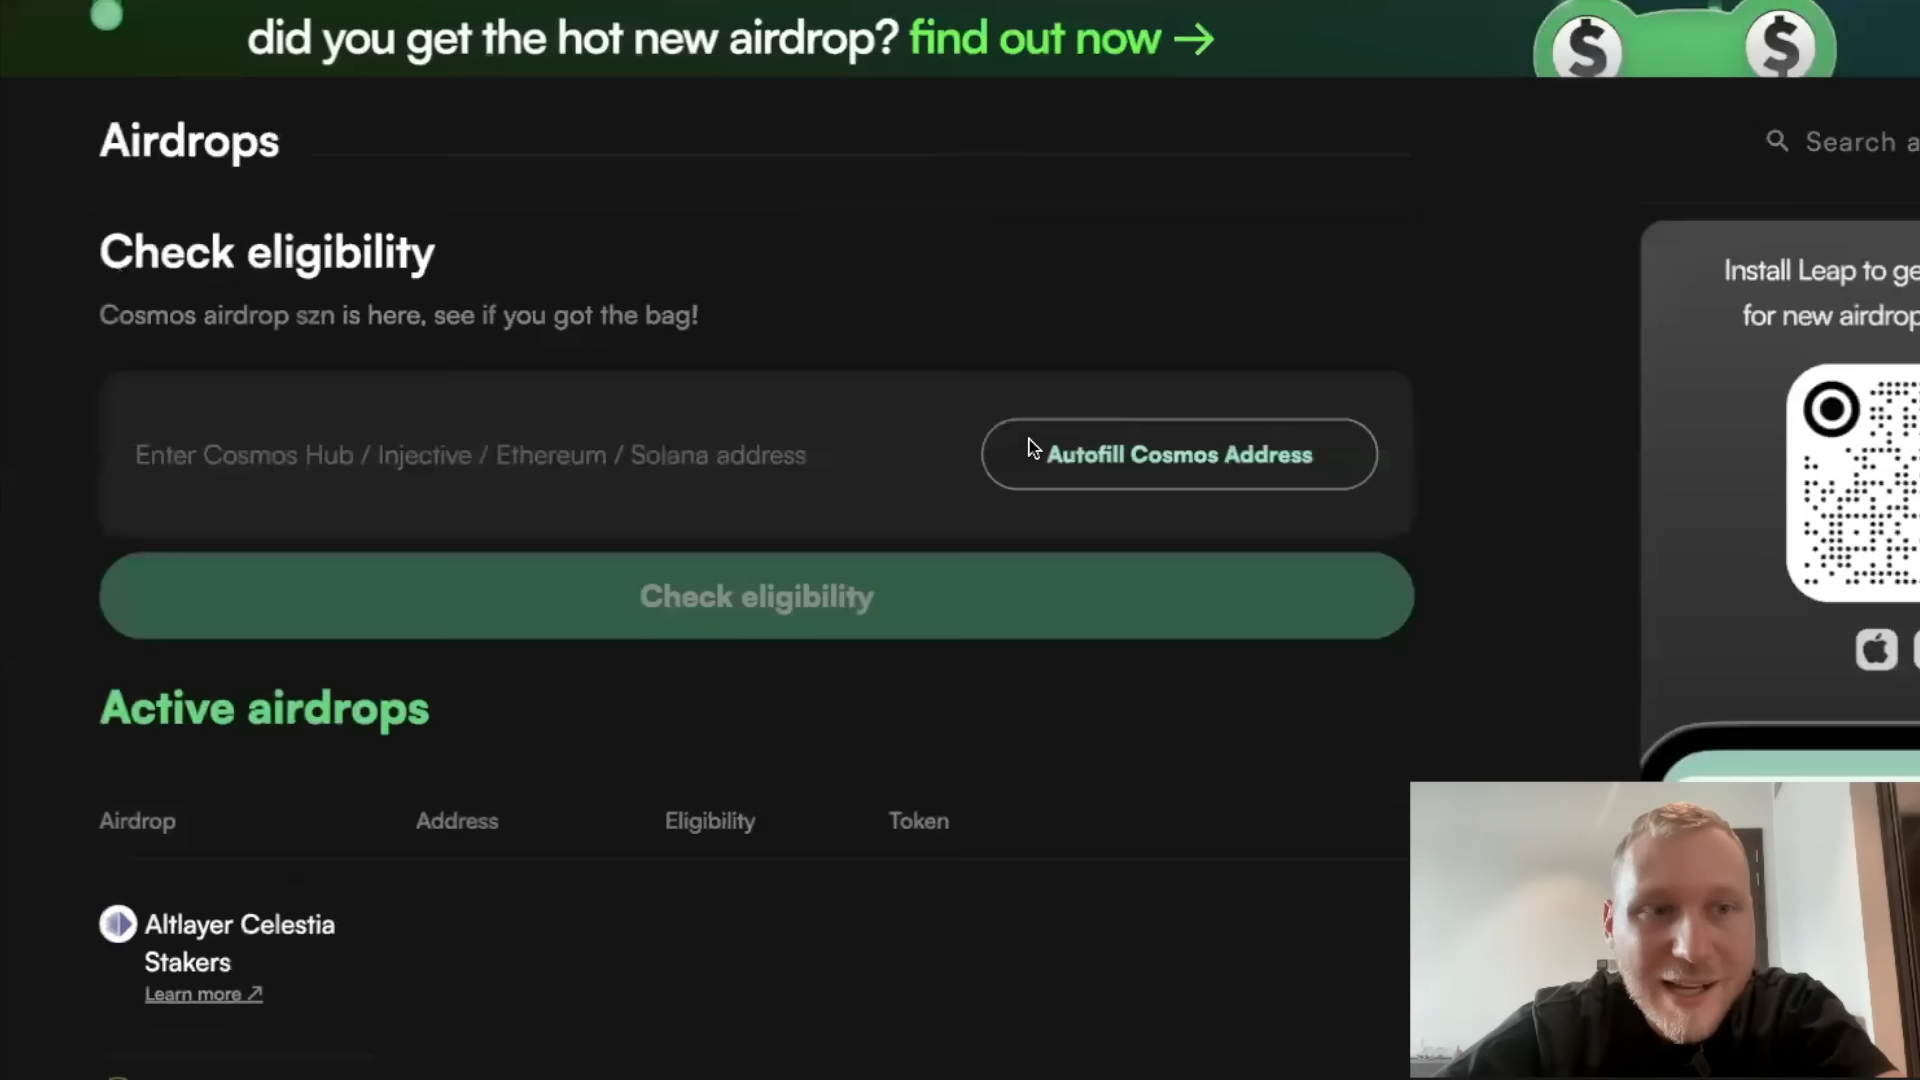 did you get the hot new airdrop? find out now →
Airdrops
Search
Check eligibility
Cosmos airdrop szn is here, see if you got the bag!
Install Leap to
for new
Enter Cosmos Hub / Injective / Ethereum / Solana address
Autofill Cosmos Address
Check eligibility
Active airdrops
Airdrop Address Eligibility Token
Altlayer Celestia
Stakers
Learn more ↗